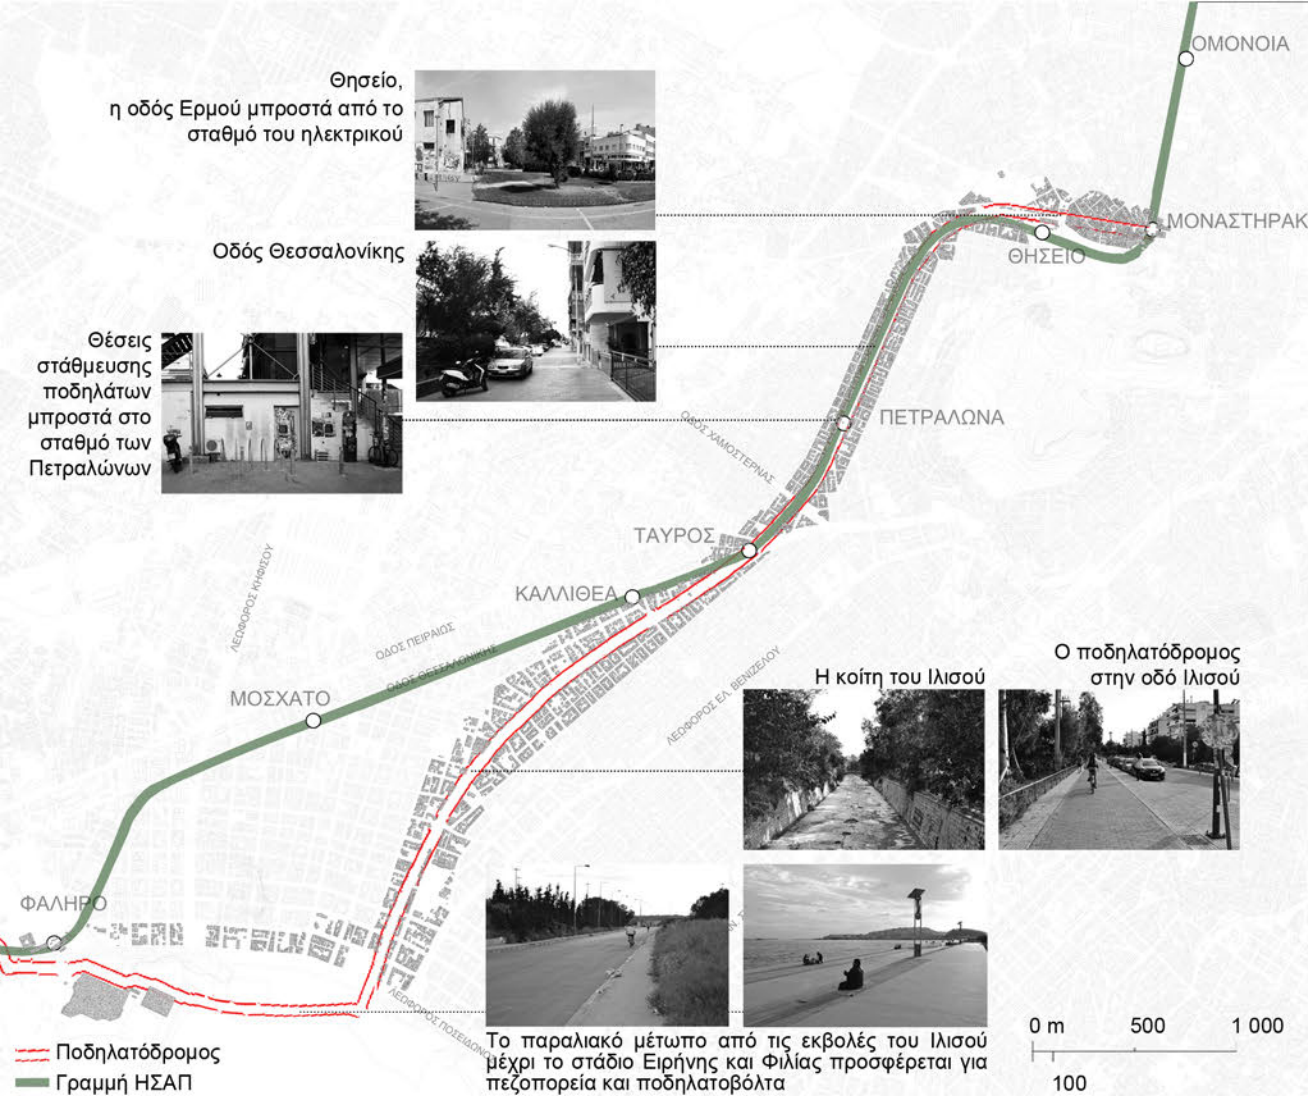 ΟΜΟΝΟΙΑ
Θησείο,
η οδός Ερμού μπροστά από το
σταθμό του ηλεκτρικού
ΜΟΝΑΣΤΗΡΑΚ
ΘΗΣΕΙΟ
Οδός Θεσσαλονίκης
Θέσεις
στάθμευσης
ποδηλάτων
μπροστά στο
σταθμό των
Πετραλώνων
ΠΕΤΡΑΛΩΝΑ
ΟΔΟΣ ΧΑΜΟΣΤΕΡΝΑΣ
ΤΑΥΡΟΣ
ΚΑΛΛΙΘΕΑ
ΛΕΩΦΟΡΟΣ ΚΗΦΙΣΟΥ
ΟΔΟΣ ΠΕΙΡΑΙΩΣ
ΟΔΟΣ ΘΕΣΣΑΛΟΝΙΚΗΣ
ΛΕΩΦΟΡΟΣ ΕΛ. ΒΕΝΙΖΕΛΟΥ
ΜΟΣΧΑΤΟ
Η κοίτη του Ιλισού
Ο ποδηλατόδρομος
στην οδό Ιλισού
ΦΑΛΗΡΟ
ΛΕΩΦΟΡΟΣ ΠΟΣΕΙΔΩΝΟΣ
Το παραλιακό μέτωπο από τις εκβολές του Ιλισού
μέχρι το στάδιο Ειρήνης και Φιλίας προσφέρεται για
πεζοπορεία και ποδηλατοβόλτα
Ποδηλατόδρομος
Γραμμή ΗΣΑΠ
0 m 500 1 000
100